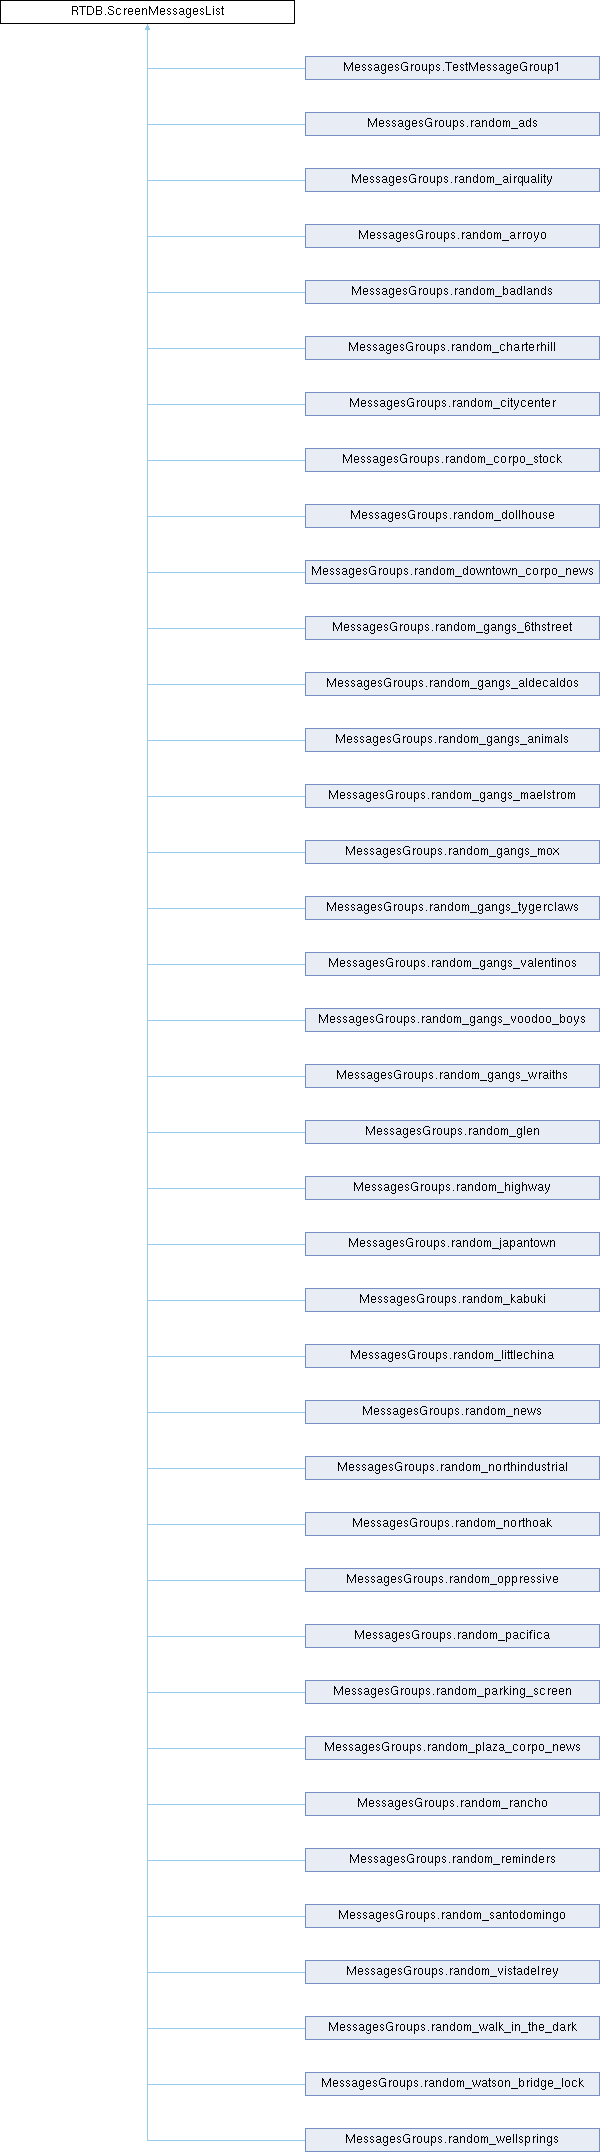 RTDB.ScreenMessagesList
MessagesGroups.TestMessageGroup1
MessagesGroups.random_ads
MessagesGroups.random_airquality
MessagesGroups.random_arroyo
MessagesGroups.random_badlands
MessagesGroups.random_charterhill
MessagesGroups.random_citycenter
MessagesGroups.random_corpo_stock
MessagesGroups.random_dollhouse
MessagesGroups.random_downtown_corpo_news
MessagesGroups.random_gangs_6thstreet
MessagesGroups.random_gangs_aldecaldos
MessagesGroups.random_gangs_animals
MessagesGroups.random_gangs_maelstrom
MessagesGroups.random_gangs_mox
MessagesGroups.random_gangs_tygerclaws
MessagesGroups.random_gangs_valentinos
MessagesGroups.random_gangs_voodoo_boys
MessagesGroups.random_gangs_wraiths
MessagesGroups.random_glen
MessagesGroups.random_highway
MessagesGroups.random_japantown
MessagesGroups.random_kabuki
MessagesGroups.random_littlechina
MessagesGroups.random_news
MessagesGroups.random_northindustrial
MessagesGroups.random_northoak
MessagesGroups.random_oppressive
MessagesGroups.random_pacifica
MessagesGroups.random_parking_screen
MessagesGroups.random_plaza_corpo_news
MessagesGroups.random_rancho
MessagesGroups.random_reminders
MessagesGroups.random_santodomingo
MessagesGroups.random_vistadelrey
MessagesGroups.random_walk_in_the_dark
MessagesGroups.random_watson_bridge_lock
MessagesGroups.random_wellsprings